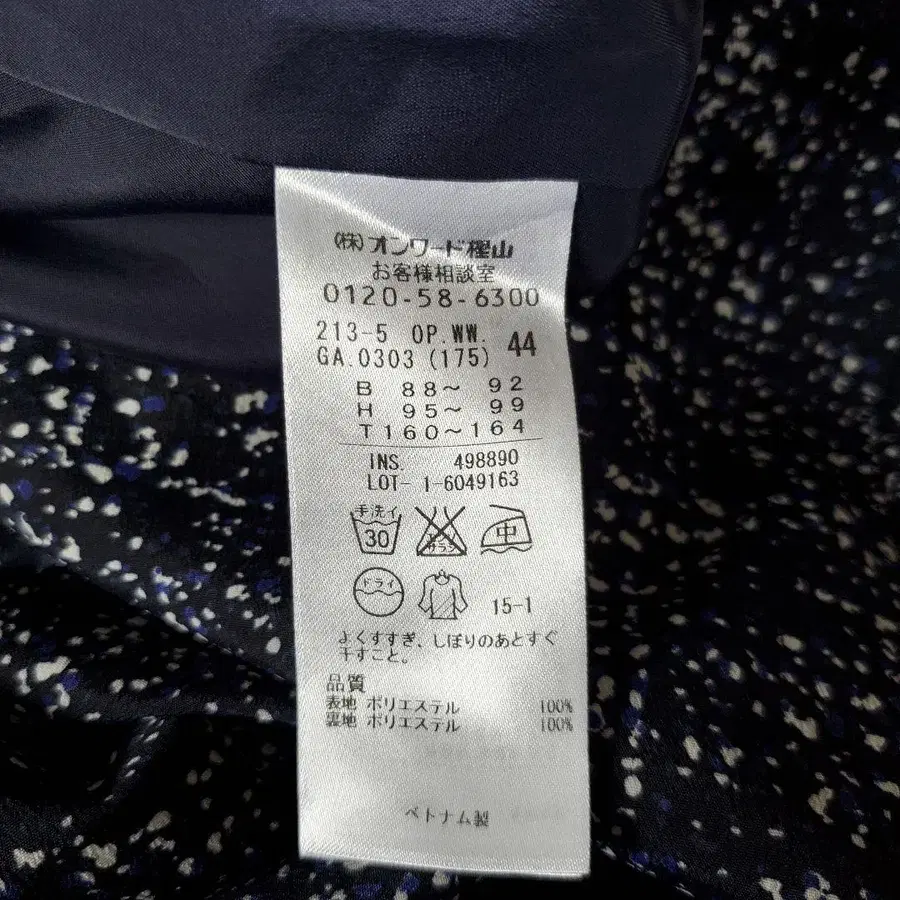 (株)オンワード樫山
お客様相談室
0120-58-6300
213-5 OP.WW. 44
GA.0303 (175)
B 88～ 92
H 95～ 99
T160～164
INS. 498890
LOT- 1-6049163
手洗イ 30 サラシ 中
ドライ 15-1
よくすすぎ、しぼりのあとすぐ
干すこと。
品質
表地 ポリエステル 100%
裏地 ポリエステル 100%
ベトナム製